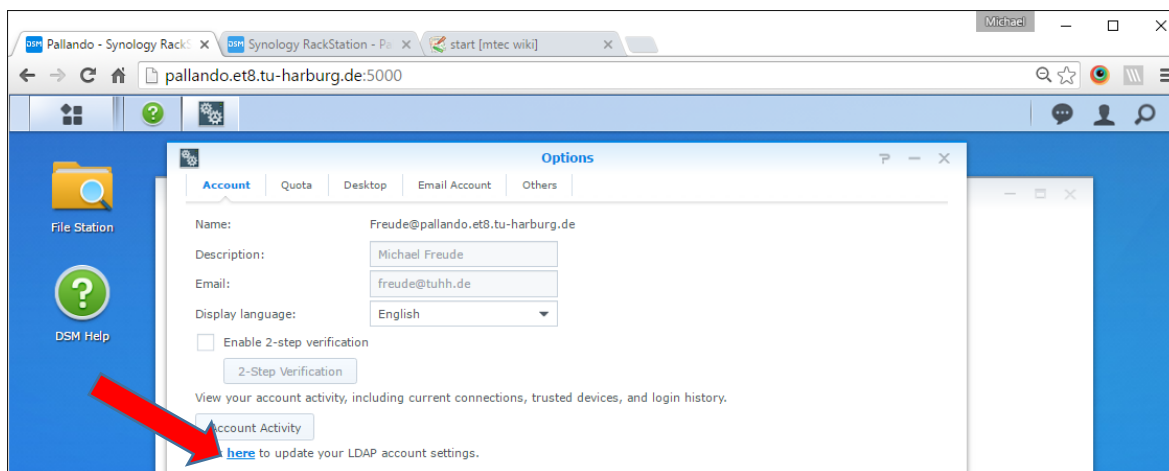 Michael
DSM Pallando - Synology Rack
DSM Synology RackStation - Pa
start [mtec wiki]
pallando.et8.tu-harburg.de:5000
Options
Account Quota Desktop Email Account Others
File Station
DSM Help
Name: Freude@pallando.et8.tu-harburg.de
Description: Michael Freude
Email: freude@tuhh.de
Display language: English
Enable 2-step verification
2-Step Verification
View your account activity, including current connections, trusted devices, and login history.
Account Activity
here to update your LDAP account settings.